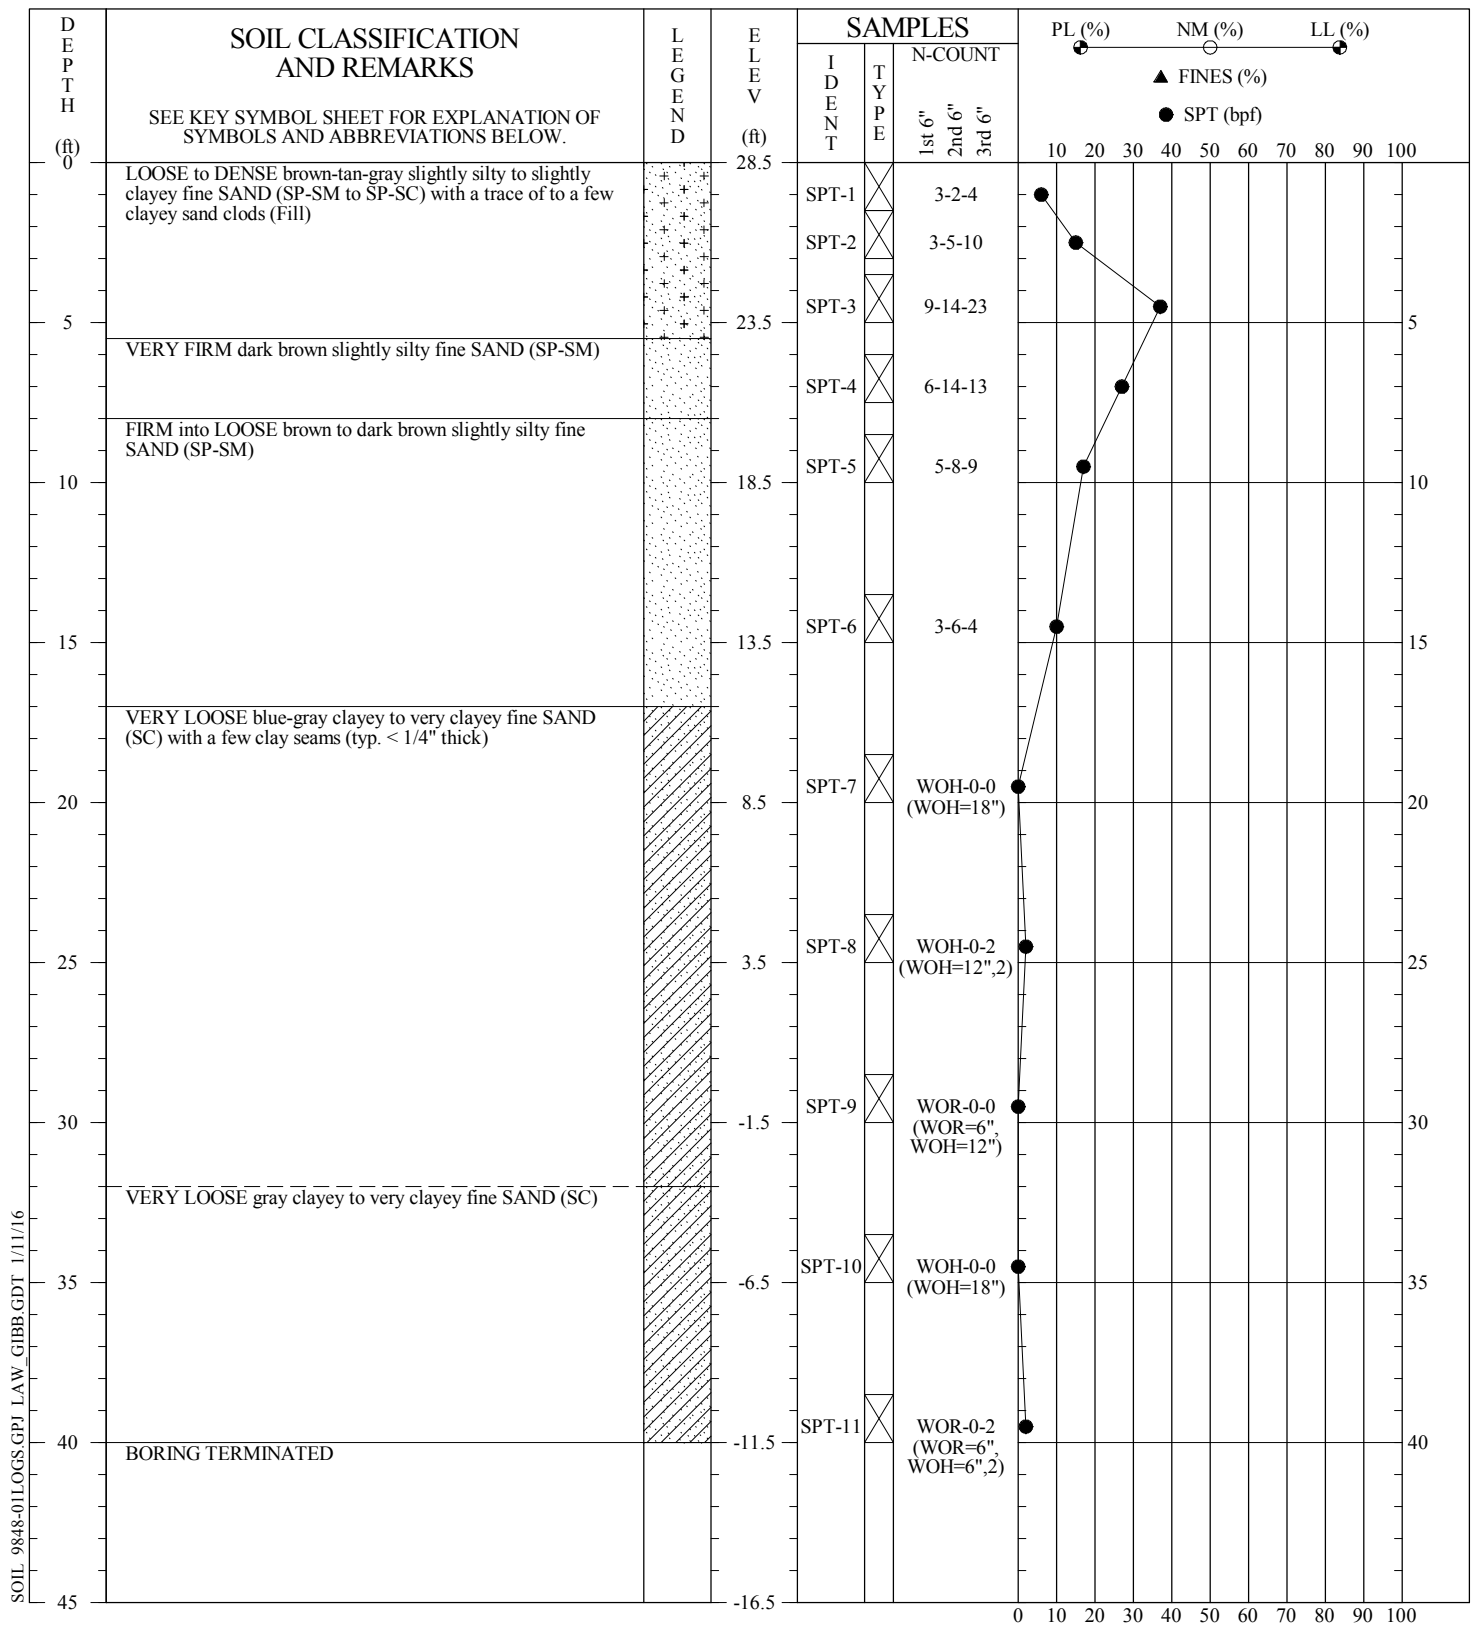 DEPTH
(ft)
SOIL CLASSIFICATION
AND REMARKS
SEE KEY SYMBOL SHEET FOR EXPLANATION OF
SYMBOLS AND ABBREVIATIONS BELOW.
LEGEND
ELEV
(ft)
SAMPLES
IDENT
TYPE
N-COUNT
1st 6"
2nd 6"
3rd 6"
PL (%) NM (%) LL (%)
▲ FINES (%)
● SPT (bpf)
10 20 30 40 50 60 70 80 90 100
0 28.5
LOOSE to DENSE brown-tan-gray slightly silty to slightly
clayey fine SAND (SP-SM to SP-SC) with a trace of to a few
clayey sand clods (Fill)
SPT-1 3-2-4
SPT-2 3-5-10
SPT-3 9-14-23
5 23.5 5
VERY FIRM dark brown slightly silty fine SAND (SP-SM)
SPT-4 6-14-13
FIRM into LOOSE brown to dark brown slightly silty fine
SAND (SP-SM)
SPT-5 5-8-9
10 18.5 10
SPT-6 3-6-4
15 13.5 15
VERY LOOSE blue-gray clayey to very clayey fine SAND
(SC) with a few clay seams (typ. < 1/4" thick)
SPT-7 WOH-0-0
20 8.5 (WOH=18") 20
SPT-8 WOH-0-2
25 3.5 (WOH=12",2) 25
SPT-9 WOR-0-0
30 -1.5 (WOR=6", 30
WOH=12")
VERY LOOSE gray clayey to very clayey fine SAND (SC)
SPT-10 WOH-0-0
35 -6.5 (WOH=18") 35
SPT-11 WOR-0-2
40 -11.5 (WOR=6", 40
BORING TERMINATED
WOH=6",2)
45 -16.5
0 10 20 30 40 50 60 70 80 90 100
SOIL 9848-01LOGS.GPJ LAW_GIBB.GDT 1/11/16